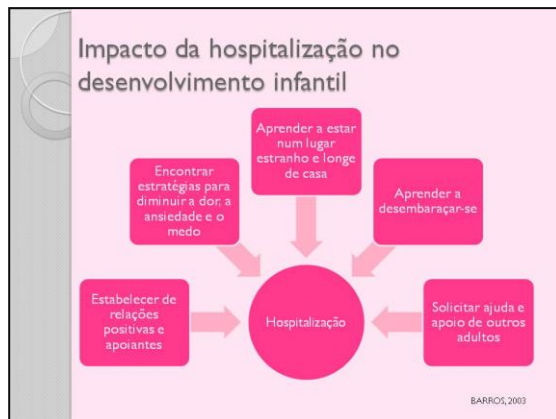 Impacto da hospitalização no
desenvolvimento infantil
Aprender a estar
num lugar
estranho e longe
de casa
Encontrar
estratégias para
diminuir a dor, a
ansiedade e o
medo
Aprender a
desembaraçar-se
Estabelecer de
relações
positivas e
apoiantes
Hospitalização
Solicitar ajuda e
apoio de outros
adultos
BARROS, 2003